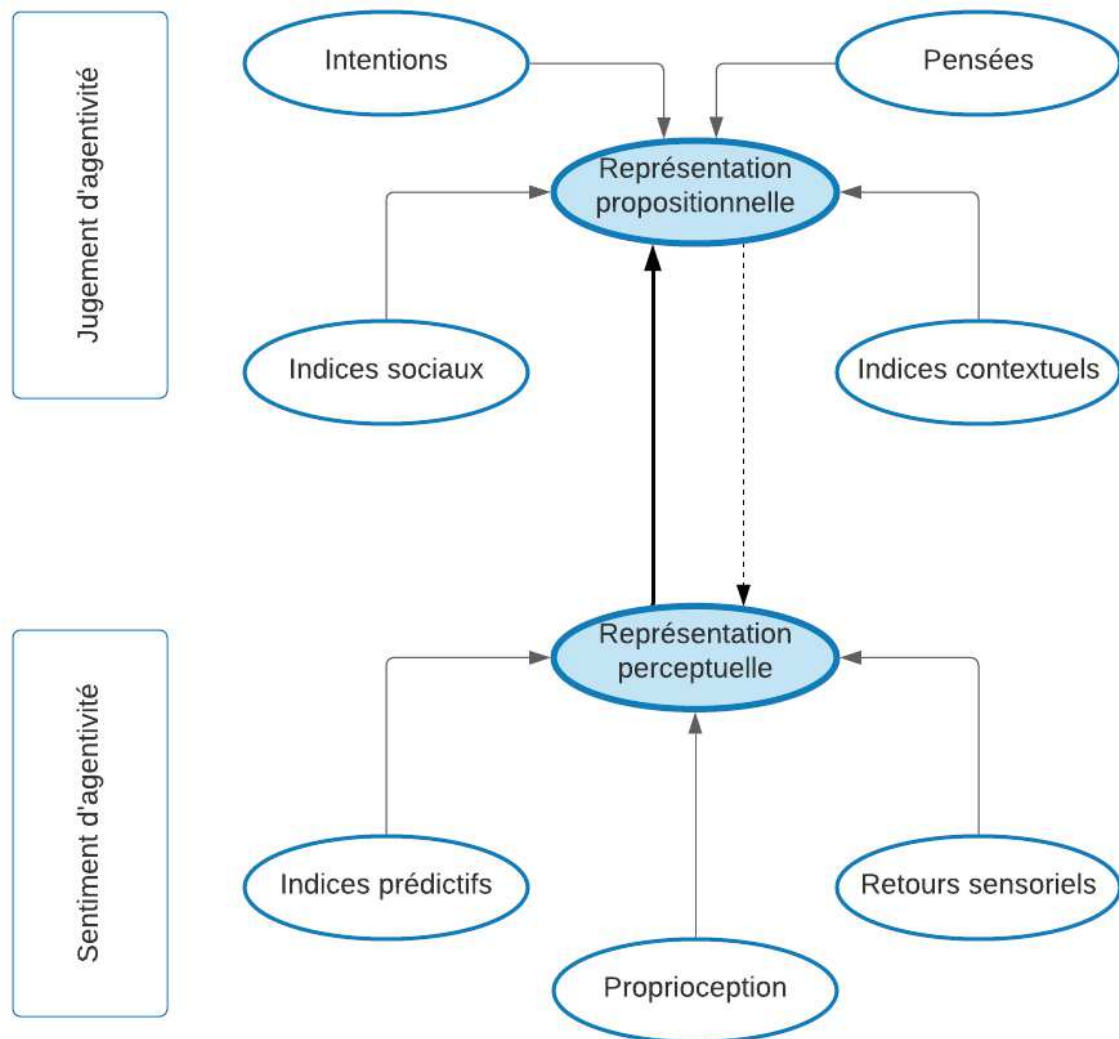 Jugement d'agentivité
Intentions
Pensées
Représentation
propositionnelle
Indices sociaux
Indices contextuels
Sentiment d'agentivité
Représentation
perceptuelle
Indices prédictifs
Retours sensoriels
Proprioception